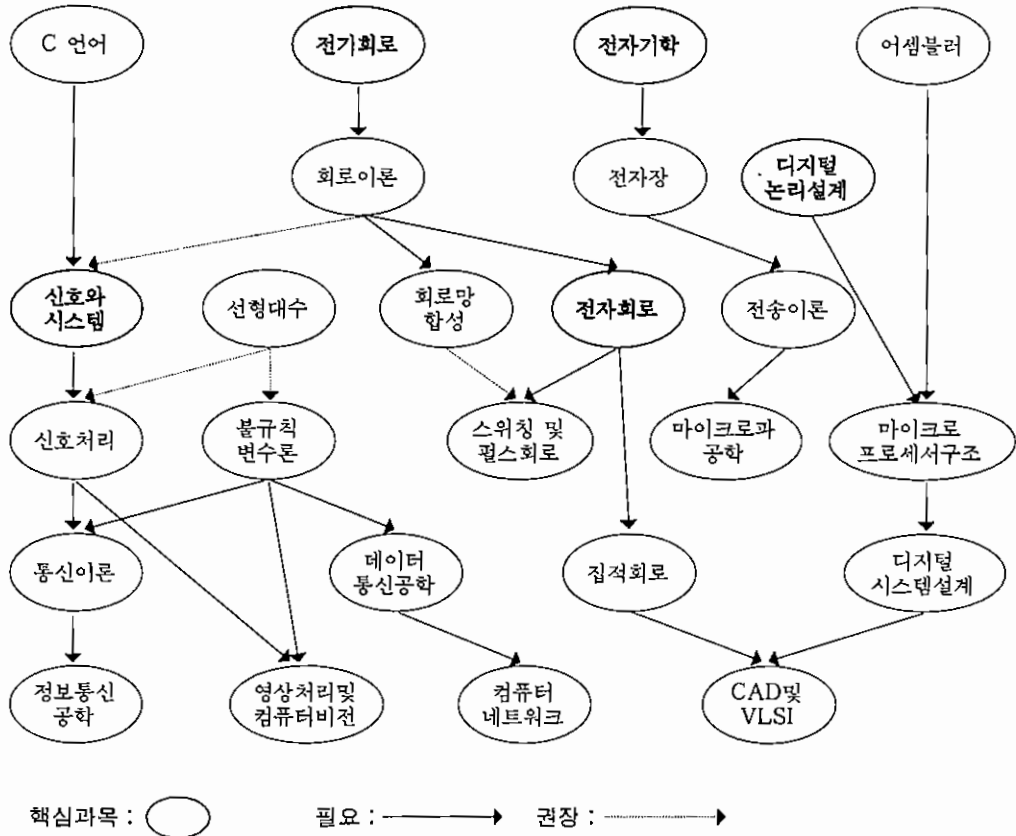 C 언어
전기회로
전자기학
어셈블러
회로이론
전자장
디지털
논리설계
신호와
시스템
선형대수
회로망
합성
전자회로
전송이론
신호처리
불규칙
변수론
스위칭 및
펄스회로
마이크로과
공학
마이크로
프로세서구조
통신이론
데이터
통신공학
집적회로
디지털
시스템설계
정보통신
공학
영상처리및
컴퓨터비전
컴퓨터
네트워크
CAD및
VLSI
핵심과목 : 필요 : 권장 :